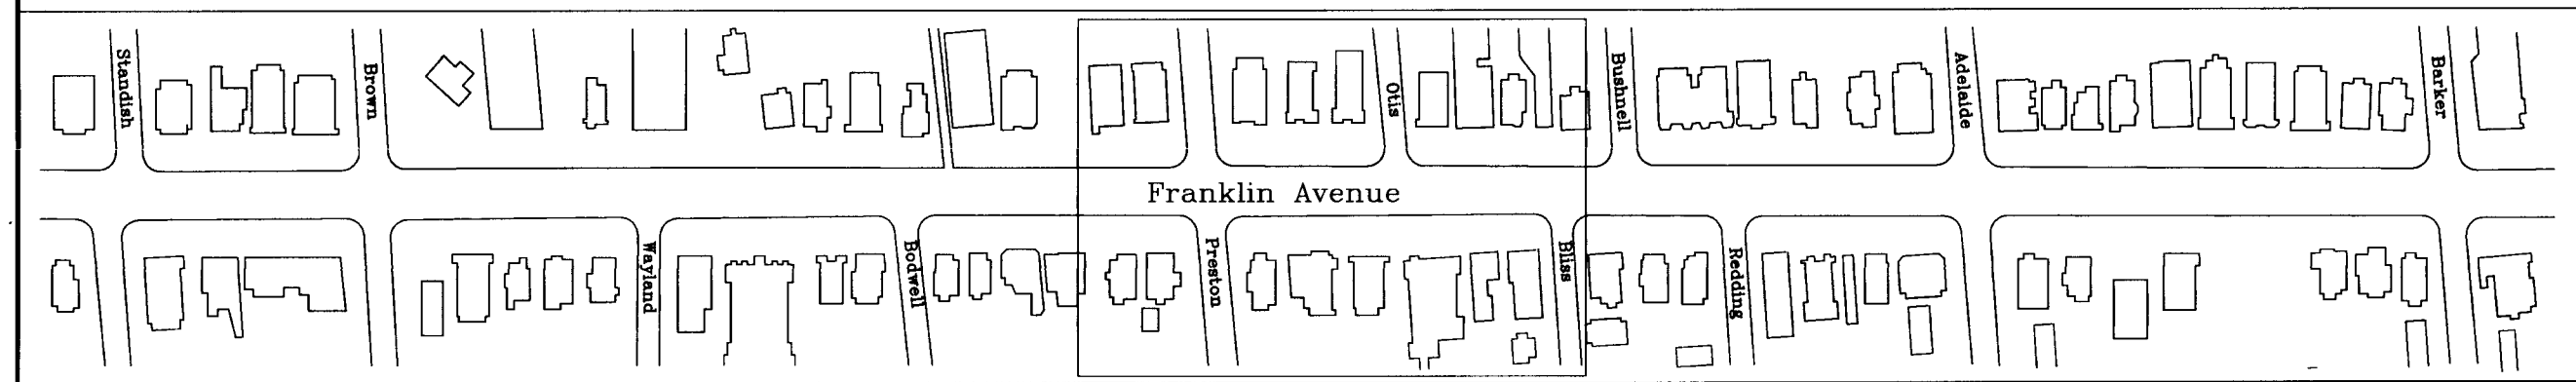 Standish
Brown
Otis
Bushnell
Adelaide
Barker
Franklin Avenue
Wayland
Bodwell
Preston
Bliss
Redding